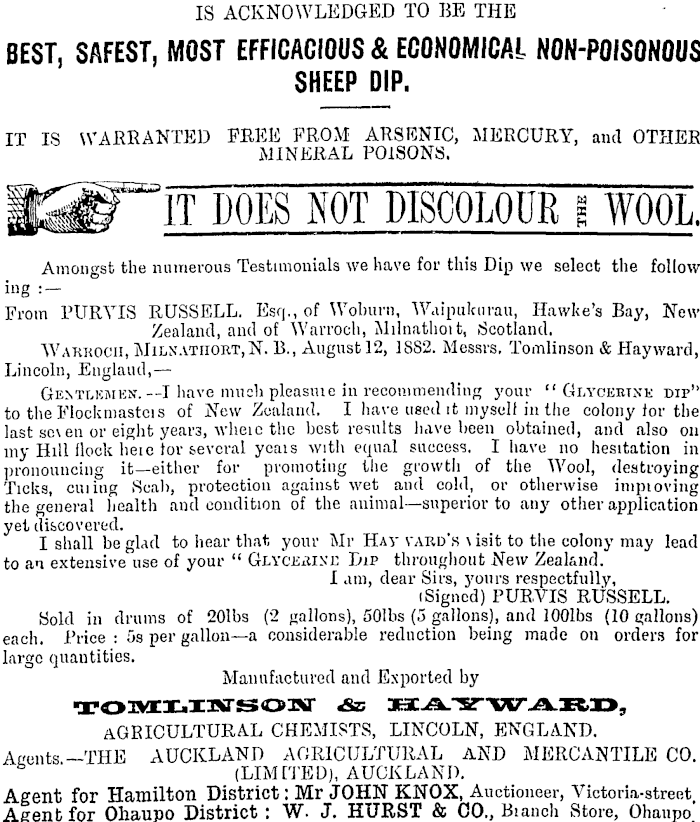 IS ACKNOWLEDGED TO BE THE
BEST, SAFEST, MOST EFFICACIOUS & ECONOMICAL NON-POISONOUS
SHEEP DIP.
IT IS WARRANTED FREE FROM ARSENIC, MERCURY, and OTHER
MINERAL POISONS.
IT DOES NOT DISCOLOUR THE WOOL.
Amongst the numerous Testimonials we have for this Dip we select the follow
ing :—
From PURVIS RUSSELL. Esq., of Woburn, Waipukurau, Hawke's Bay, New
Zealand, and of Warroch, Milnathort, Scotland.
WARROCH, MILNATHORT, N. B., August 12, 1882. Messrs. Tomlinson & Hayward,
Lincoln, England,—
GENTLEMEN.--I have much pleasure in recommending your "GLYCERINE DIP"
to the Flockmasters of New Zealand. I have used it myself in the colony for the
last seven or eight years, where the best results have been obtained, and also on
my Hill flock here for several years with equal success. I have no hesitation in
pronouncing it—either for promoting the growth of the Wool, destroying
Ticks, curing Scab, protection against wet and cold, or otherwise improving
the general health and condition of the animal—superior to any other application
yet discovered.
I shall be glad to hear that your Mr HAYWARD'S visit to the colony may lead
to an extensive use of your "GLYCERINE DIP throughout New Zealand.
I am, dear Sirs, yours respectfully,
(Signed) PURVIS RUSSELL.
Sold in drums of 20lbs (2 gallons), 50lbs (5 gallons), and 100lbs (10 gallons)
each. Price : 5s per gallon—a considerable reduction being made on orders for
large quantities.
Manufactured and Exported by
TOMLINSON & HAYWARD,
AGRICULTURAL CHEMISTS, LINCOLN, ENGLAND.
Agents.—THE AUCKLAND AGRICULTURAL AND MERCANTILE CO.
(LIMITED), AUCKLAND.
Agent for Hamilton District: Mr JOHN KNOX, Auctioneer, Victoria-street
Agent for Ohaupo District: W. J. HURST & CO., Branch Store, Ohaupo.